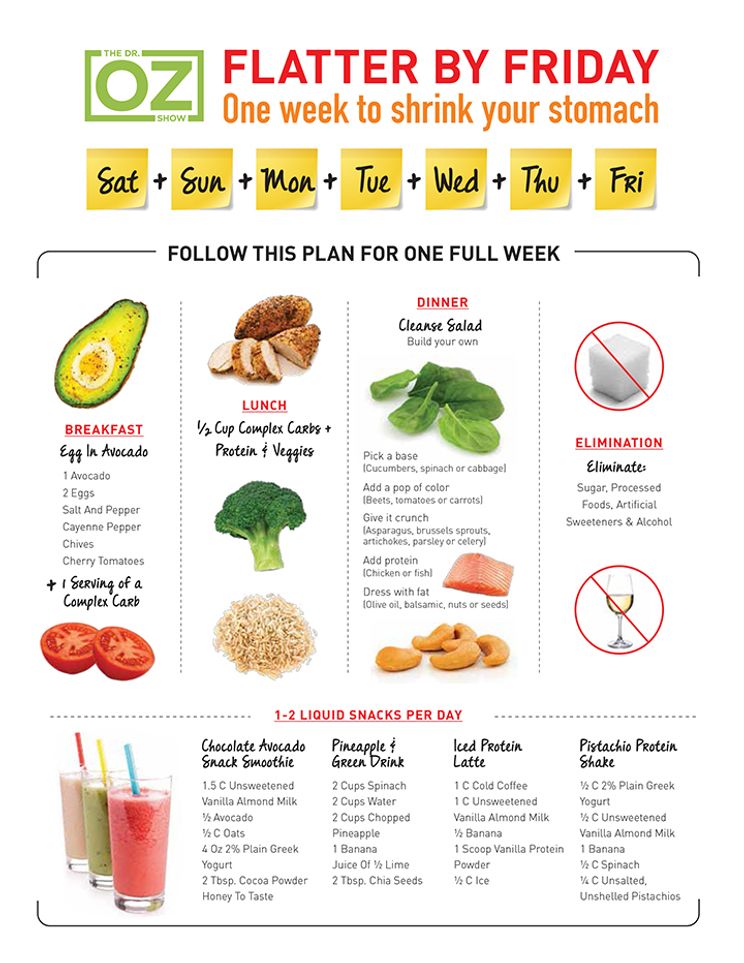 THE DR.
OZ
SHOW
FLATTER BY FRIDAY
One week to shrink your stomach
Sat + Sun + Mon + Tue + Wed + Thu + Fri
FOLLOW THIS PLAN FOR ONE FULL WEEK
BREAKFAST
Egg In Avocado
1 Avocado
2 Eggs
Salt And Pepper
Cayenne Pepper
Chives
Cherry Tomatoes
+ 1 Serving of a
Complex Carb
LUNCH
½ Cup Complex Carbs +
Protein & Veggies
DINNER
Cleanse Salad
Build your own
Pick a base
(Cucumbers, spinach or cabbage)
Add a pop of color
(Beets, tomatoes or carrots)
Give it crunch
(Asparagus, brussels sprouts,
artichokes, parsley or celery)
Add protein
(Chicken or fish)
Dress with fat
(Olive oil, balsamic, nuts or seeds)
ELIMINATION
Eliminate:
Sugar, Processed
Foods, Artificial
Sweeteners & Alcohol
1-2 LIQUID SNACKS PER DAY
Chocolate Avocado
Snack Smoothie
1.5 C Unsweetened
Vanilla Almond Milk
½ Avocado
½ C Oats
4 Oz 2% Plain Greek
Yogurt
2 Tbsp. Cocoa Powder
Honey To Taste
Pineapple &
Green Drink
2 Cups Spinach
2 Cups Water
2 Cups Chopped
Pineapple
1 Banana
Juice Of ½ Lime
2 Tbsp. Chia Seeds
Iced Protein
Latte
1 C Cold Coffee
1 C Unsweetened
Vanilla Almond Milk
½ Banana
1 Scoop Vanilla Protein
Powder
½ C Ice
Pistachio Protein
Shake
½ C 2% Plain Greek
Yogurt
½ C Unsweetened
Vanilla Almond Milk
1 Banana
½ C Spinach
¼ C Unsalted,
Unshelled Pistachios